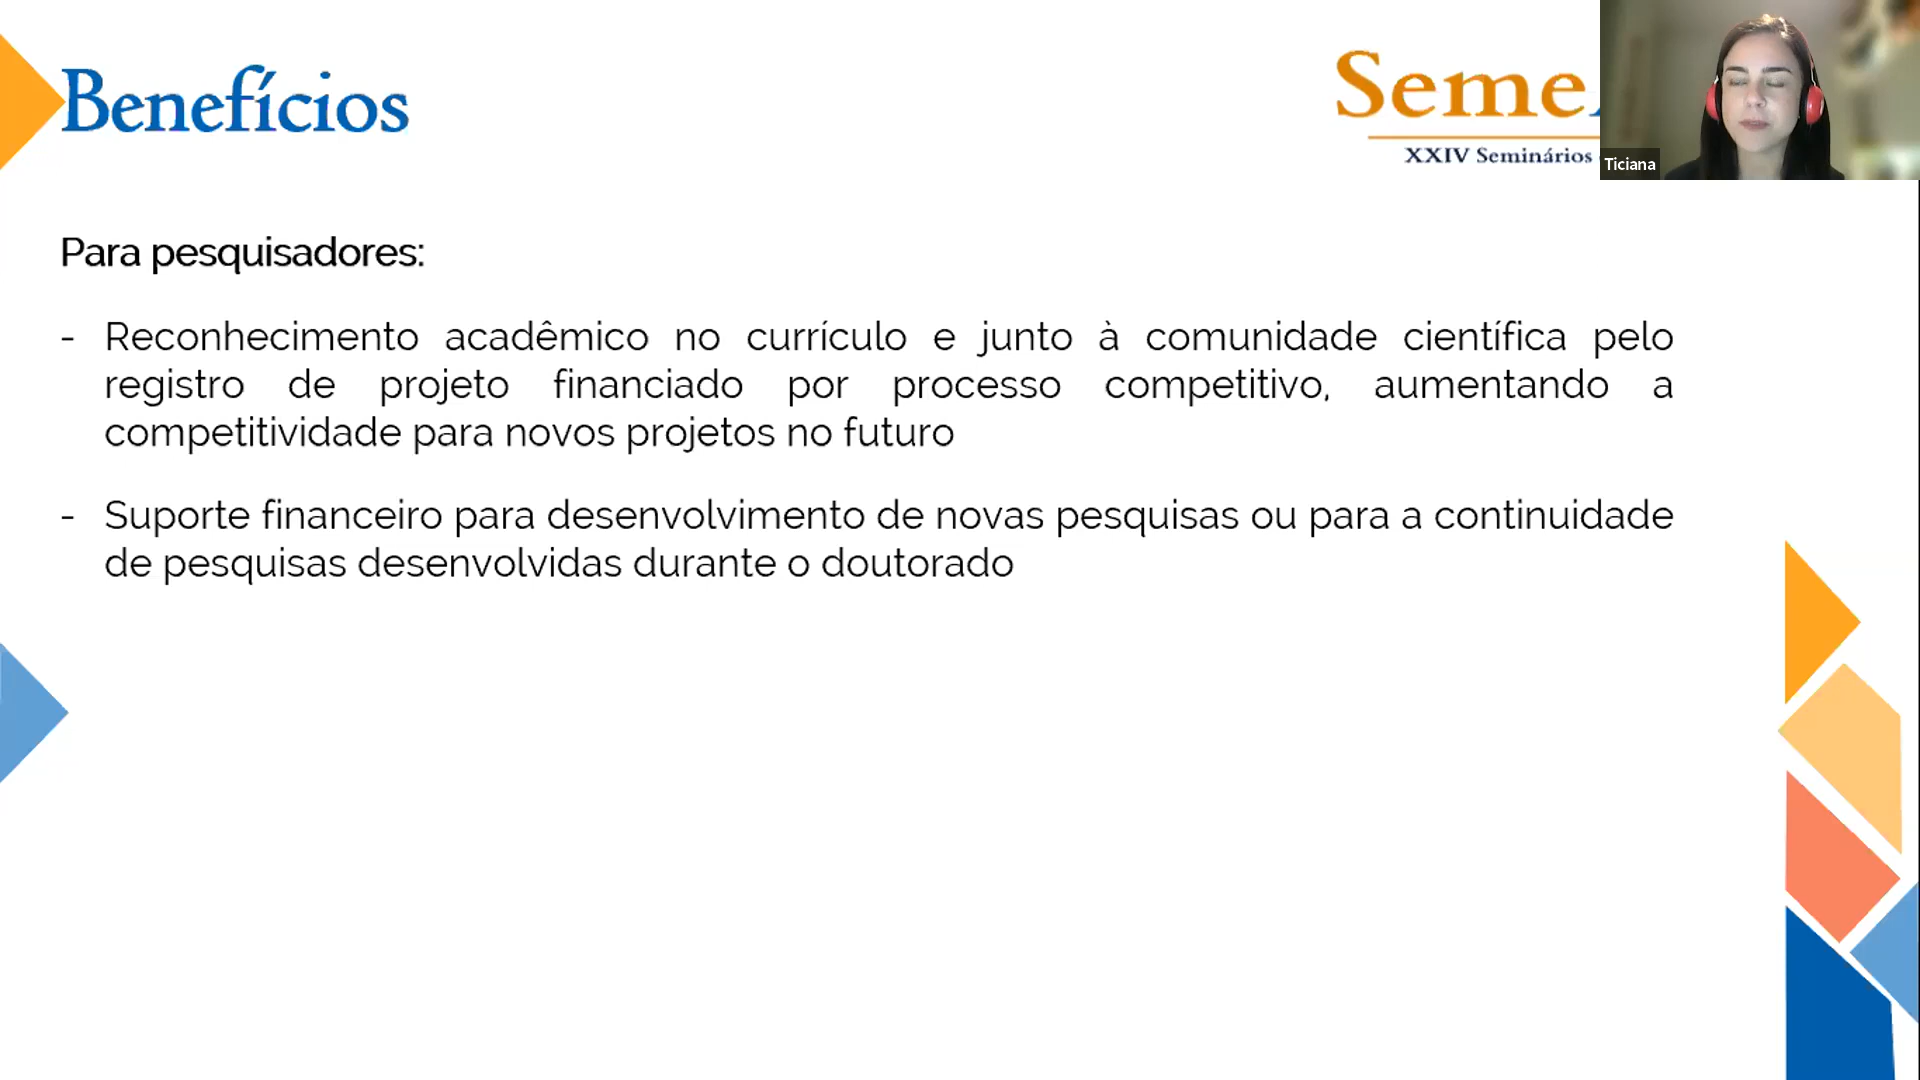 Benefícios
Seme
XXIV Seminários
Ticiana
Para pesquisadores:
- Reconhecimento acadêmico no currículo e junto à comunidade científica pelo
registro de projeto financiado por processo competitivo, aumentando a
competitividade para novos projetos no futuro
- Suporte financeiro para desenvolvimento de novas pesquisas ou para a continuidade
de pesquisas desenvolvidas durante o doutorado